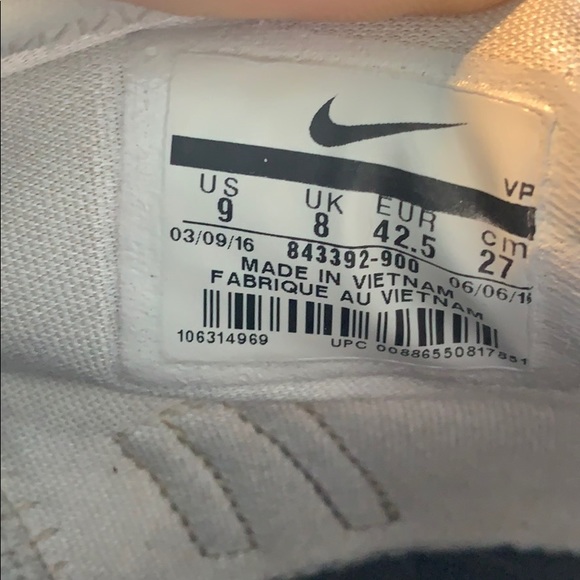 VP
US UK EUR cm
9 8 42.5 27
03/09/16 843392-900 06/06/16
MADE IN VIETNAM
FABRIQUE AU VIETNAM
106314969 UPC 00886550817851